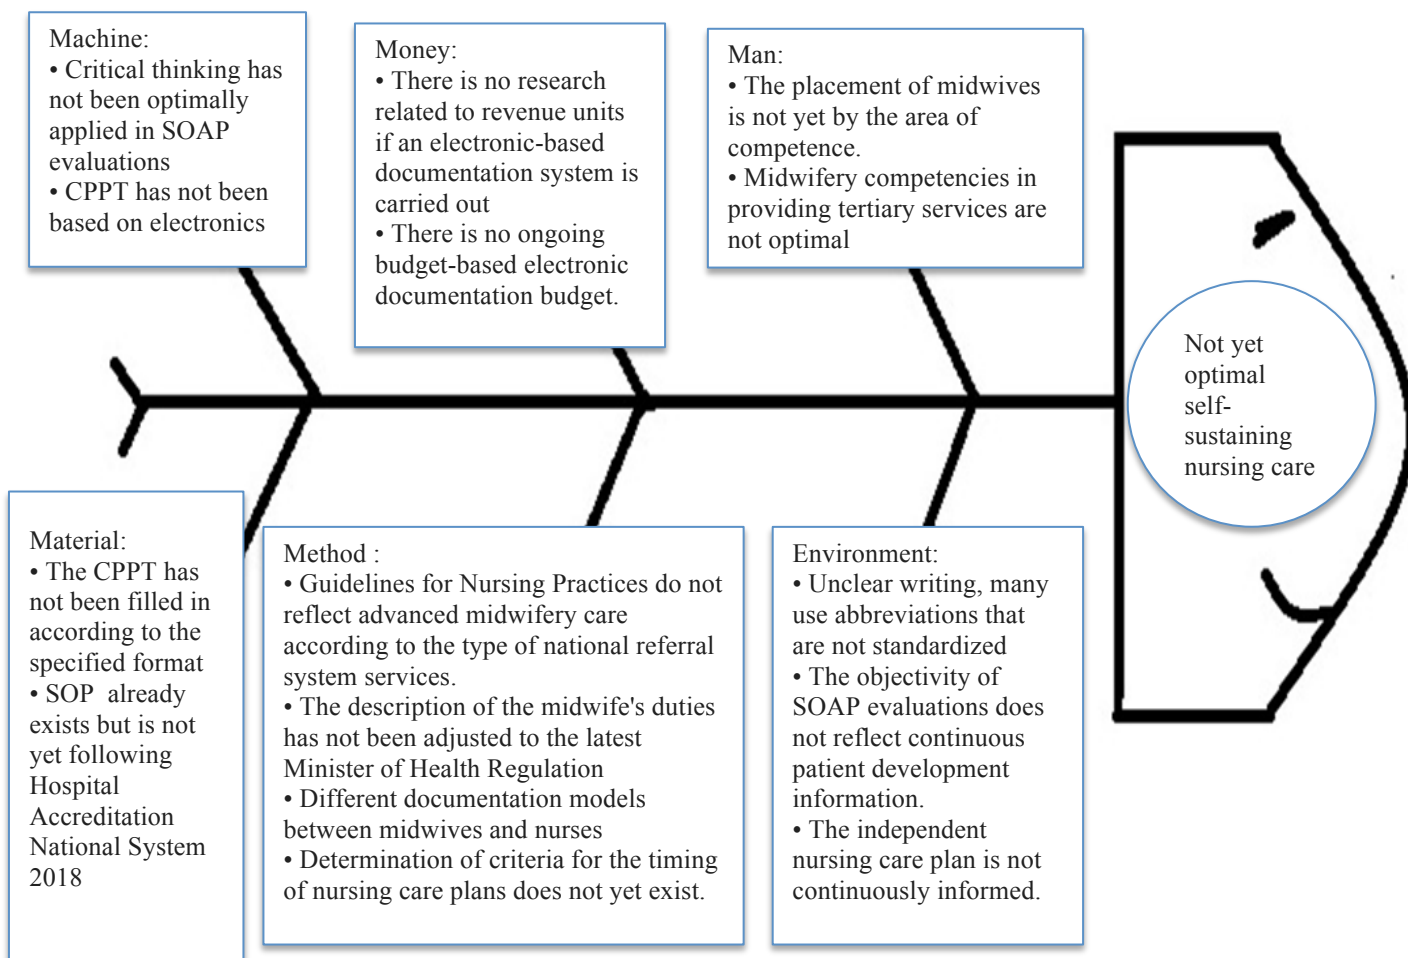 Machine:
• Critical thinking has
not been optimally
applied in SOAP
evaluations
• CPPT has not been
based on electronics
Money:
• There is no research
related to revenue units
if an electronic-based
documentation system is
carried out
• There is no ongoing
budget-based electronic
documentation budget.
Man:
• The placement of midwives
is not yet by the area of
competence.
• Midwifery competencies in
providing tertiary services are
not optimal
Not yet
optimal
self-
sustaining
nursing care
Material:
• The CPPT has
not been filled in
according to the
specified format
• SOP already
exists but is not
yet following
Hospital
Accreditation
National System
2018
Method :
• Guidelines for Nursing Practices do not
reflect advanced midwifery care
according to the type of national referral
system services.
• The description of the midwife's duties
has not been adjusted to the latest
Minister of Health Regulation
• Different documentation models
between midwives and nurses
• Determination of criteria for the timing
of nursing care plans does not yet exist.
Environment:
• Unclear writing, many
use abbreviations that
are not standardized
• The objectivity of
SOAP evaluations does
not reflect continuous
patient development
information.
• The independent
nursing care plan is not
continuously informed.